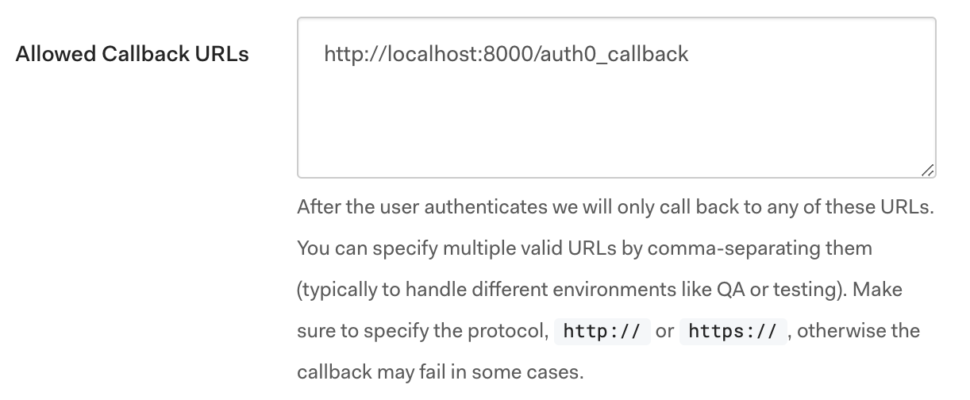 Allowed Callback URLs
http://localhost:8000/auth0_callback
After the user authenticates we will only call back to any of these URLs.
You can specify multiple valid URLs by comma-separating them
(typically to handle different environments like QA or testing). Make
sure to specify the protocol, http:// or https:// , otherwise the
callback may fail in some cases.